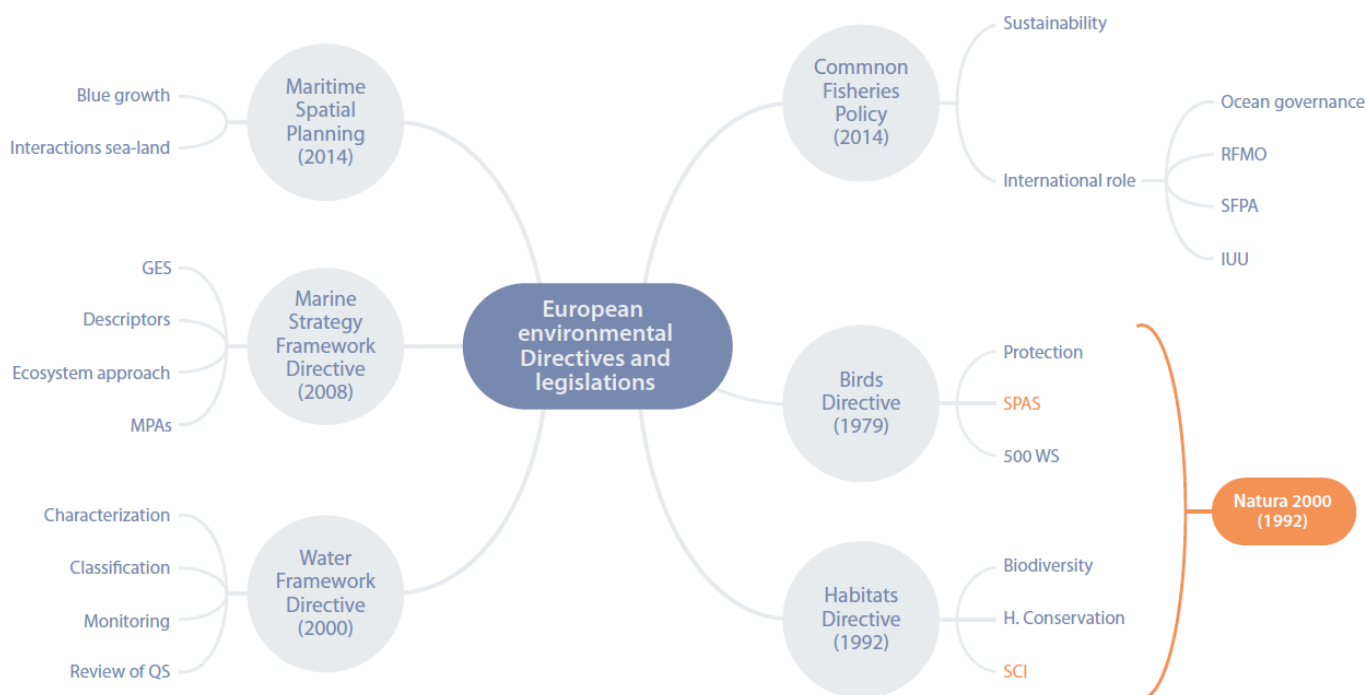 Blue growth
Interactions sea-land
Maritime
Spatial
Planning
(2014)
GES
Descriptors
Ecosystem approach
MPAs
Marine
Strategy
Framework
Directive
(2008)
Characterization
Classification
Monitoring
Review of QS
Water
Framework
Directive
(2000)
European
environmental
Directives and
legislations
Commnon
Fisheries
Policy
(2014)
Sustainability
International role
Ocean governance
RFMO
SFPA
IUU
Birds
Directive
(1979)
Protection
SPAS
500 WS
Habitats
Directive
(1992)
Biodiversity
H. Conservation
SCI
Natura 2000
(1992)